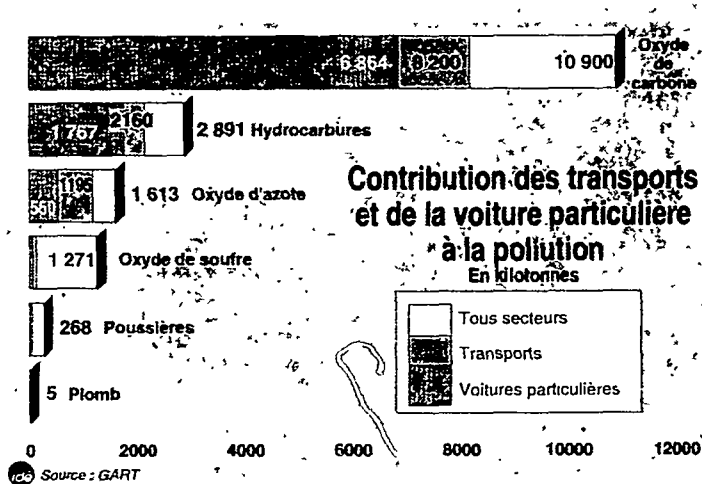 6 864 8 200 10 900 Oxyde de carbone
1 767 2160 2 891 Hydrocarbures
1195 1 613 Oxyde d'azote
1 271 Oxyde de soufre
268 Poussières
5 Plomb
Contribution des transports
et de la voiture particulière
à la pollution
En kilotonnes
Tous secteurs
Transports
Voitures particulières
0 2000 4000 6000 8000 10000 12000
idé Source : GART